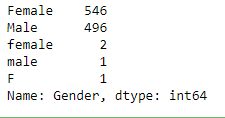 Female    546
Male      496
female      2
male        1
F           1
Name: Gender, dtype: int64